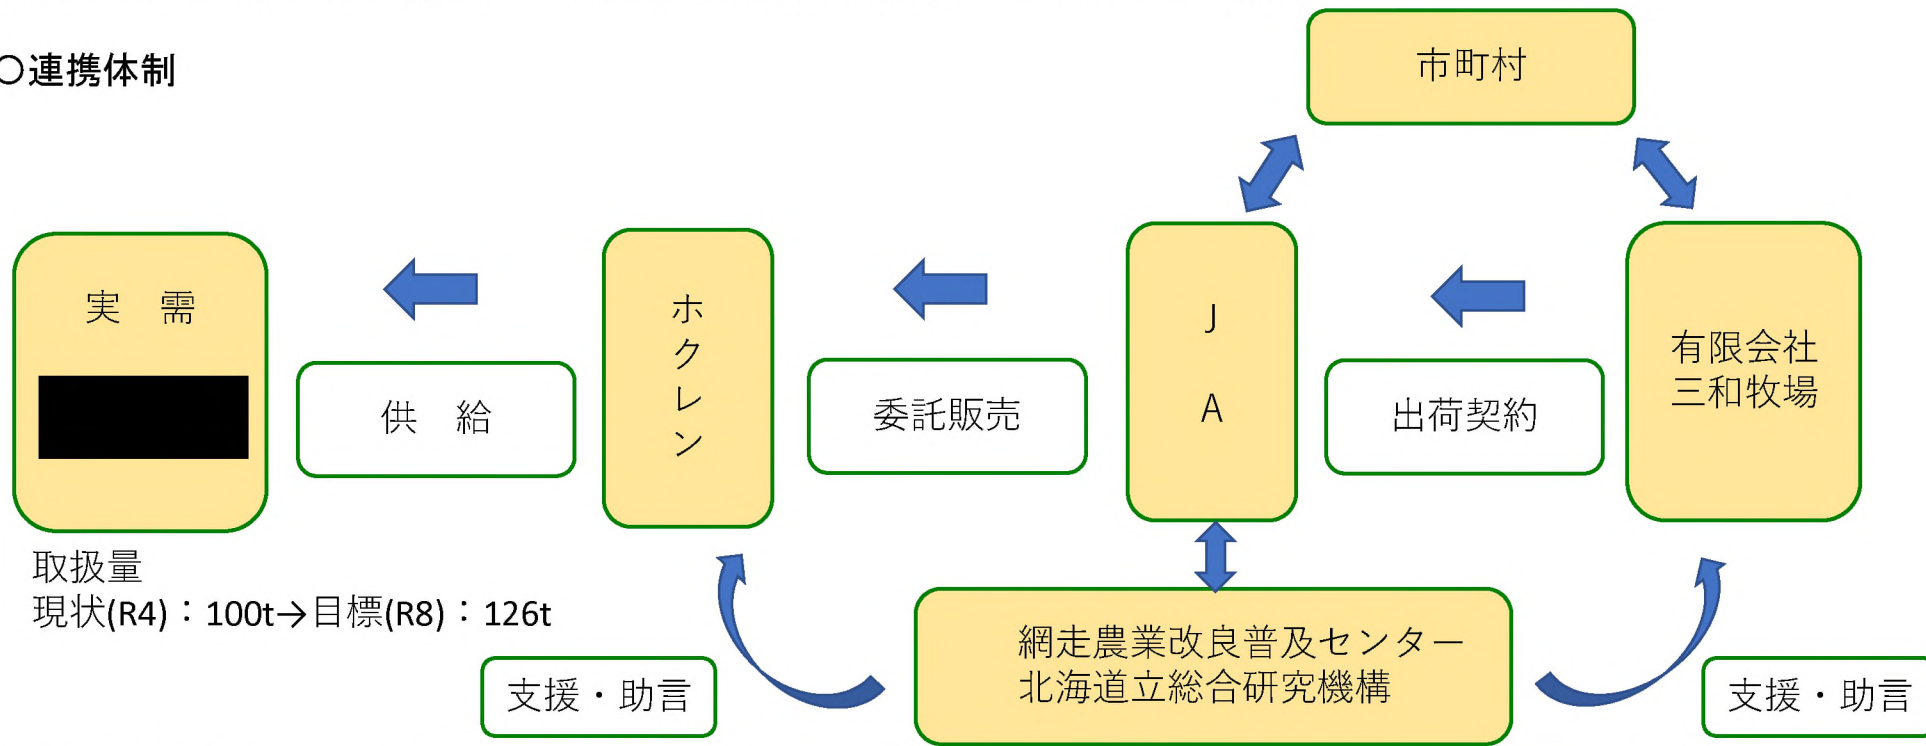 ○連携体制
市町村
実　需
供　給
ホクレン
委託販売
J
A
出荷契約
有限会社
三和牧場
取扱量
現状(R4)：100t→目標(R8)：126t
支援・助言
網走農業改良普及センター
北海道立総合研究機構
支援・助言